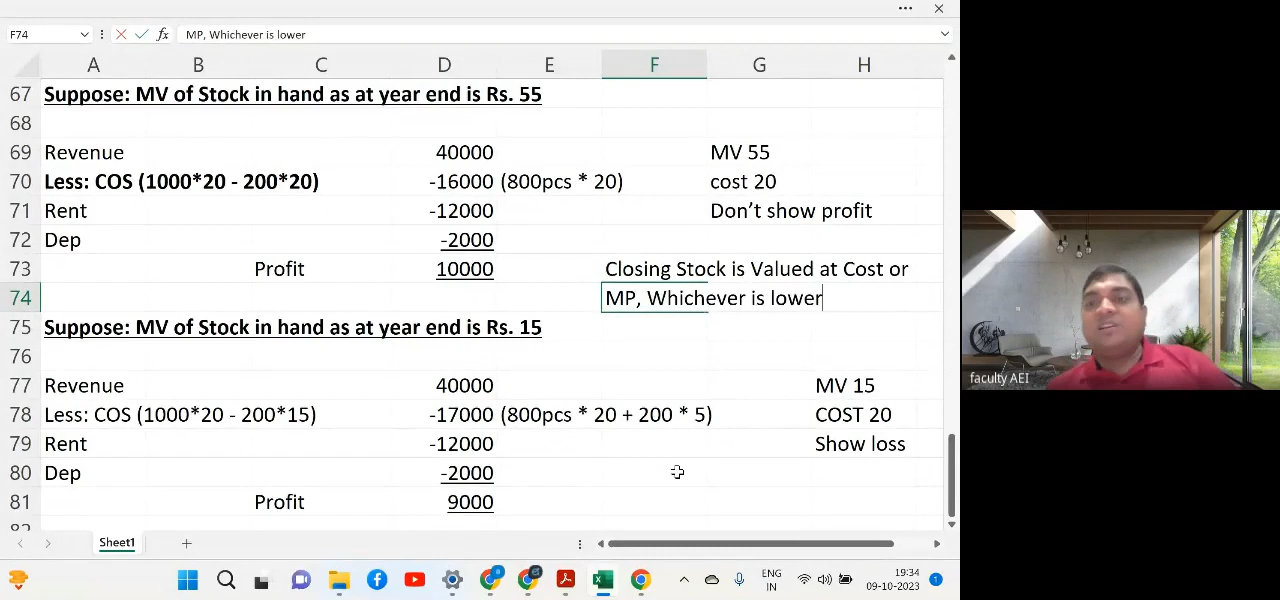 F74 MP, Whichever is lower
A B C D E F G H
67 Suppose: MV of Stock in hand as at year end is Rs. 55
68
69 Revenue 40000 MV 55
70 Less: COS (1000*20 - 200*20) -16000 (800pcs * 20) cost 20
71 Rent -12000 Don’t show profit
72 Dep -2000
73 Profit 10000 Closing Stock is Valued at Cost or
74 MP, Whichever is lower
75 Suppose: MV of Stock in hand as at year end is Rs. 15
76
77 Revenue 40000 MV 15
78 Less: COS (1000*20 - 200*15) -17000 (800pcs * 20 + 200 * 5) COST 20
79 Rent -12000 Show loss
80 Dep -2000
81 Profit 9000
82
faculty AEI
Sheet1
ENG
IN
19:34
09-10-2023
1